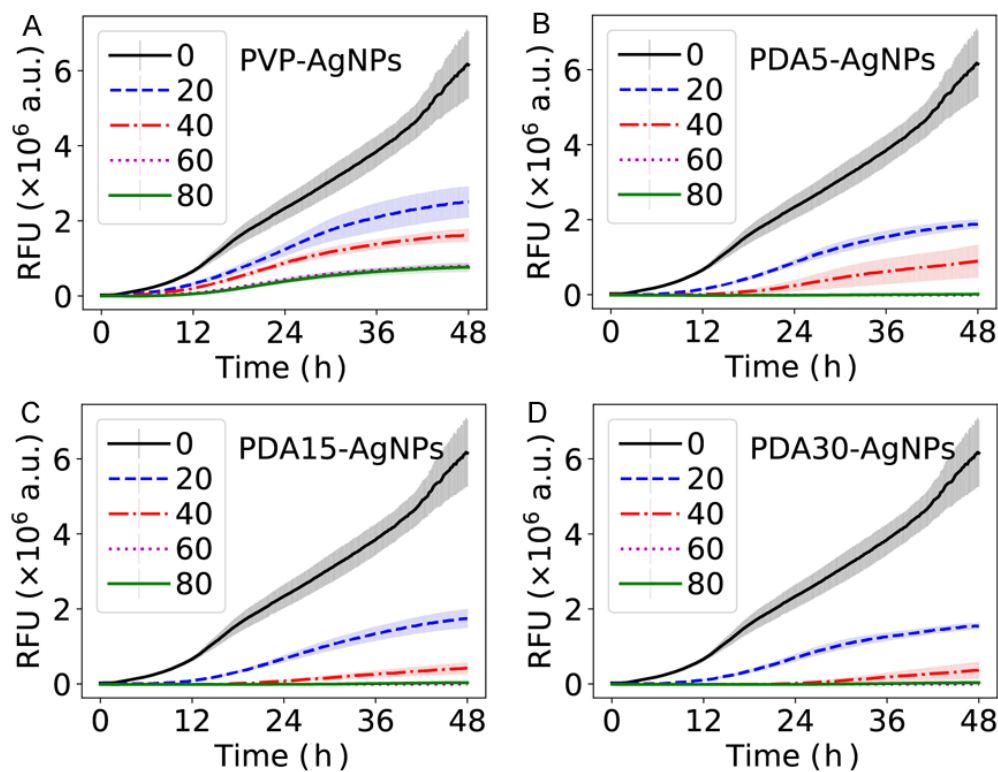 A
PVP-AgNPs
0
20
40
60
80
RFU (×10⁶ a.u.)
6
4
2
0
0 12 24 36 48
Time (h)
B
PDA5-AgNPs
0
20
40
60
80
RFU (×10⁶ a.u.)
6
4
2
0
0 12 24 36 48
Time (h)
C
PDA15-AgNPs
0
20
40
60
80
RFU (×10⁶ a.u.)
6
4
2
0
0 12 24 36 48
Time (h)
D
PDA30-AgNPs
0
20
40
60
80
RFU (×10⁶ a.u.)
6
4
2
0
0 12 24 36 48
Time (h)